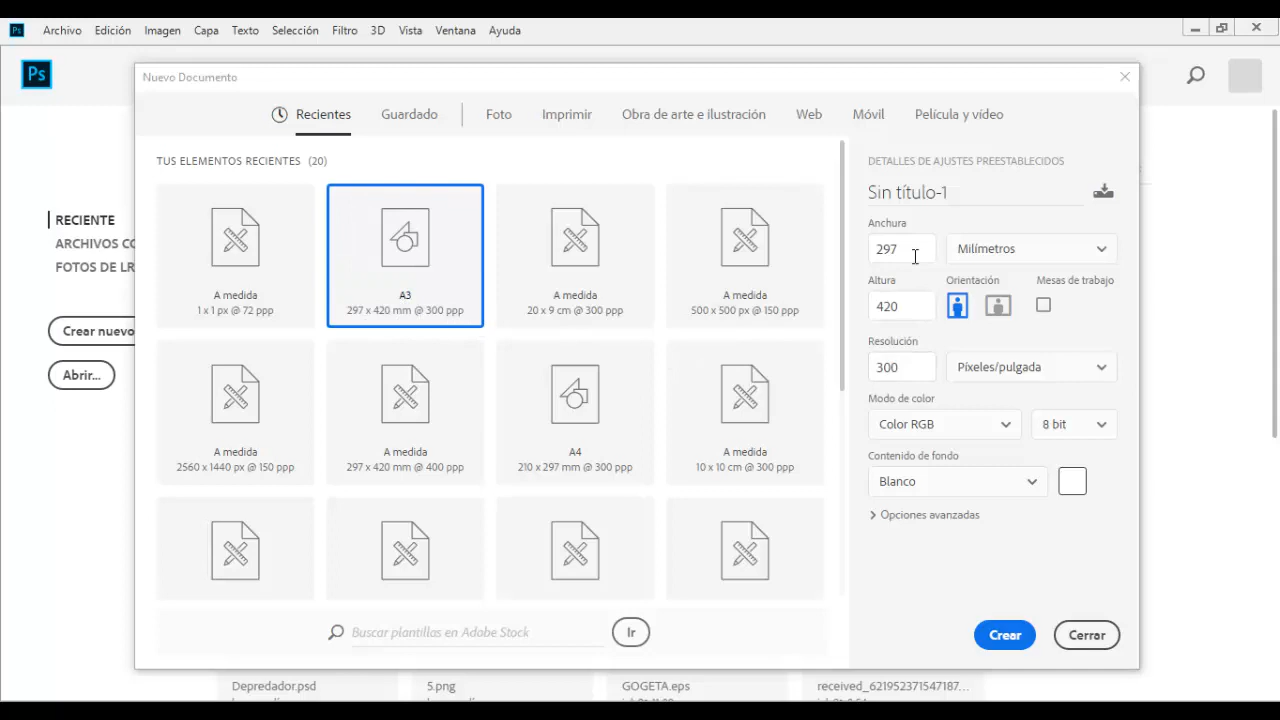 Ps Archivo Edición Imagen Capa Texto Selección Filtro 3D Vista Ventana Ayuda
Ps
Nuevo Documento
Recientes Guardado Foto Imprimir Obra de arte e ilustración Web Móvil Película y vídeo
RECIENTE
ARCHIVOS CO
FOTOS DE LR
Crear nuevo
Abrir...
TUS ELEMENTOS RECIENTES (20)
A medida
1 x 1 px @ 72 ppp
A3
297 x 420 mm @ 300 ppp
A medida
20 x 9 cm @ 300 ppp
A medida
500 x 500 px @ 150 ppp
A medida
2560 x 1440 px @ 150 ppp
A medida
297 x 420 mm @ 400 ppp
A4
210 x 297 mm @ 300 ppp
A medida
10 x 10 cm @ 300 ppp
Buscar plantillas en Adobe Stock
Ir
DETALLES DE AJUSTES PREESTABLECIDOS
Sin título-1
Anchura
297 Milímetros
Altura Orientación Mesas de trabajo
420
Resolución
300 Píxeles/pulgada
Modo de color
Color RGB 8 bit
Contenido de fondo
Blanco
Opciones avanzadas
Crear Cerrar
Depredador.psd 5.png GOGETA.eps received_621952371547187...